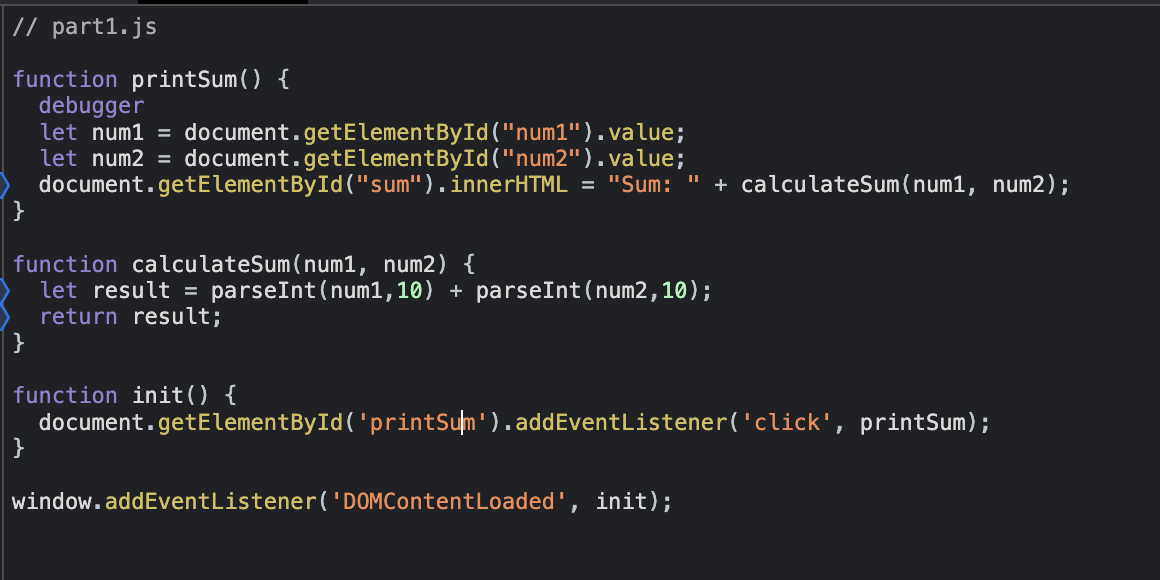 // part1.js
function printSum() {
  debugger
  let num1 = document.getElementById("num1").value;
  let num2 = document.getElementById("num2").value;
  document.getElementById("sum").innerHTML = "Sum: " + calculateSum(num1, num2);
}
function calculateSum(num1, num2) {
  let result = parseInt(num1,10) + parseInt(num2,10);
  return result;
}
function init() {
  document.getElementById('printSum').addEventListener('click', printSum);
}
window.addEventListener('DOMContentLoaded', init);